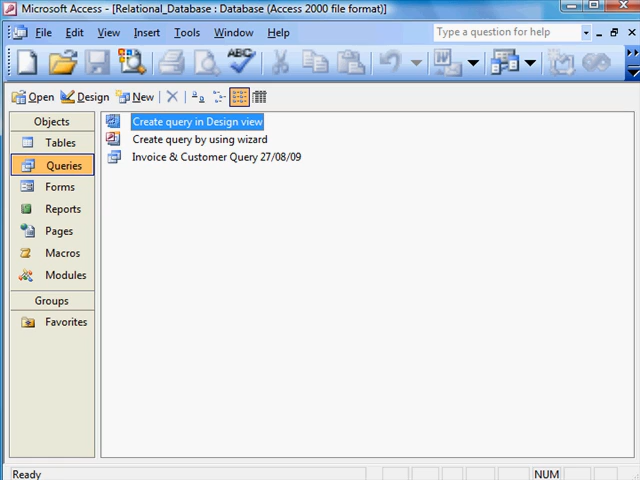 Microsoft Access - [Relational_Database : Database (Access 2000 file format)]
File Edit View Insert Tools Window Help Type a question for help
ABC
Open Design New
Objects
Tables
Queries
Forms
Reports
Pages
Macros
Modules
Groups
Favorites
Create query in Design view
Create query by using wizard
Invoice & Customer Query 27/08/09
Ready NUM